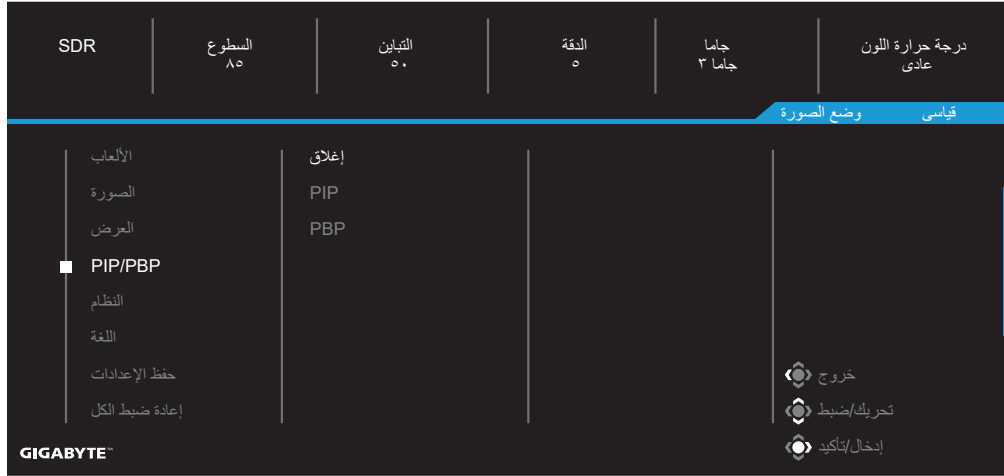 SDR
السطوع
٨٥
التباين
٥٠
الدقة
٥
جاما
جاما ٣
درجة حرارة اللون
عادى
وضع الصورة قياسى
الألعاب
الصورة
العرض
PIP/PBP
النظام
اللغة
حفظ الإعدادات
إعادة ضبط الكل
إغلاق
PIP
PBP
خروج
تحريك/ضبط
إدخال/تأكيد
GIGABYTE™